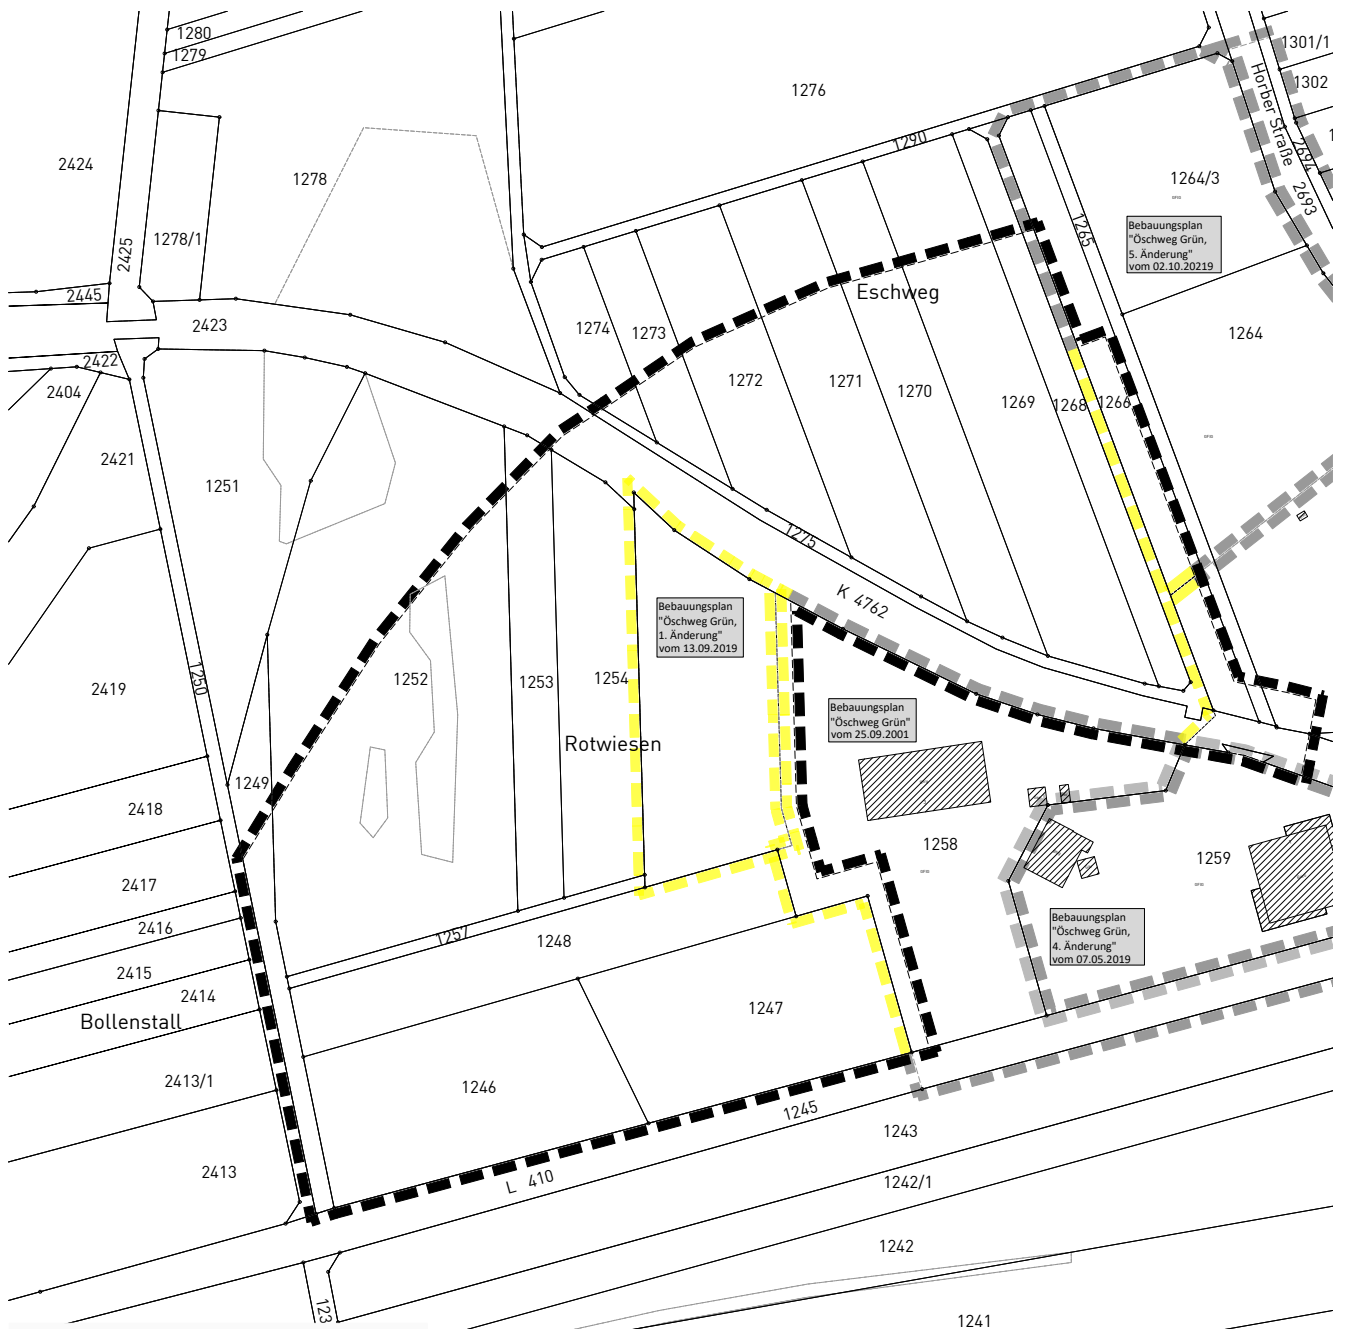 1280
1279
1276
1301/1
1302
Horber Straße
2694
2693
1290
2424
1278
1264/3
1278/1
2425
1265
Bebauungsplan
"Öschweg Grün,
5. Änderung"
vom 02.10.20219
2445
2423
Eschweg
1274
1273
1264
2422
2404
1272
1271
1270
1269
1268
1266
2421
1251
1275
K 4762
Bebauungsplan
"Öschweg Grün,
1. Änderung"
vom 13.09.2019
2419
1250
1252
1253
1254
Bebauungsplan
"Öschweg Grün"
vom 25.09.2001
Rotwiesen
1249
2418
1258
1259
2417
2416
1257
1248
Bebauungsplan
"Öschweg Grün,
4. Änderung"
vom 07.05.2019
2415
2414
1247
Bollenstall
2413/1
1246
1245
1243
2413
L 410
1242/1
1242
123
1241